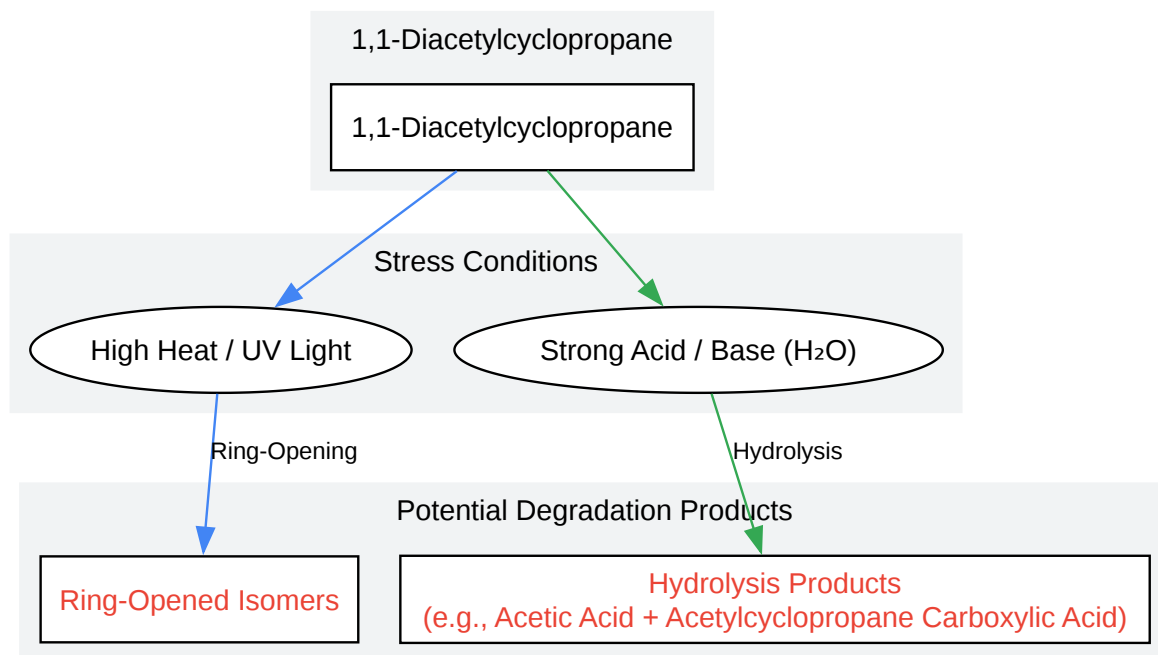 1,1-Diacetylcyclopropane
1,1-Diacetylcyclopropane
Stress Conditions
High Heat / UV Light
Strong Acid / Base (H₂O)
Ring-Opening
Hydrolysis
Potential Degradation Products
Ring-Opened Isomers
Hydrolysis Products
(e.g., Acetic Acid + Acetylcyclopropane Carboxylic Acid)